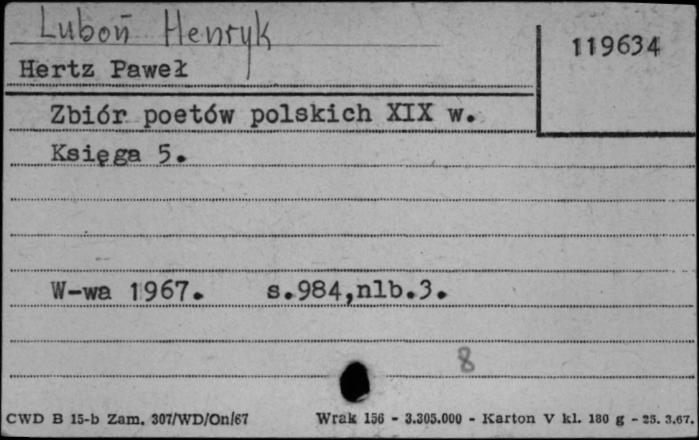 Luboń Henryk
119634
Hertz Paweł
Zbiór poetów polskich XIX w.
Księga 5.
W-wa 1967. s.984,nlb.3.
8
CWD B 15-b Zam. 307/WD/On/67 Wrak 156 - 3.305.000 - Karton V kl. 180 g - 25. 3.67.